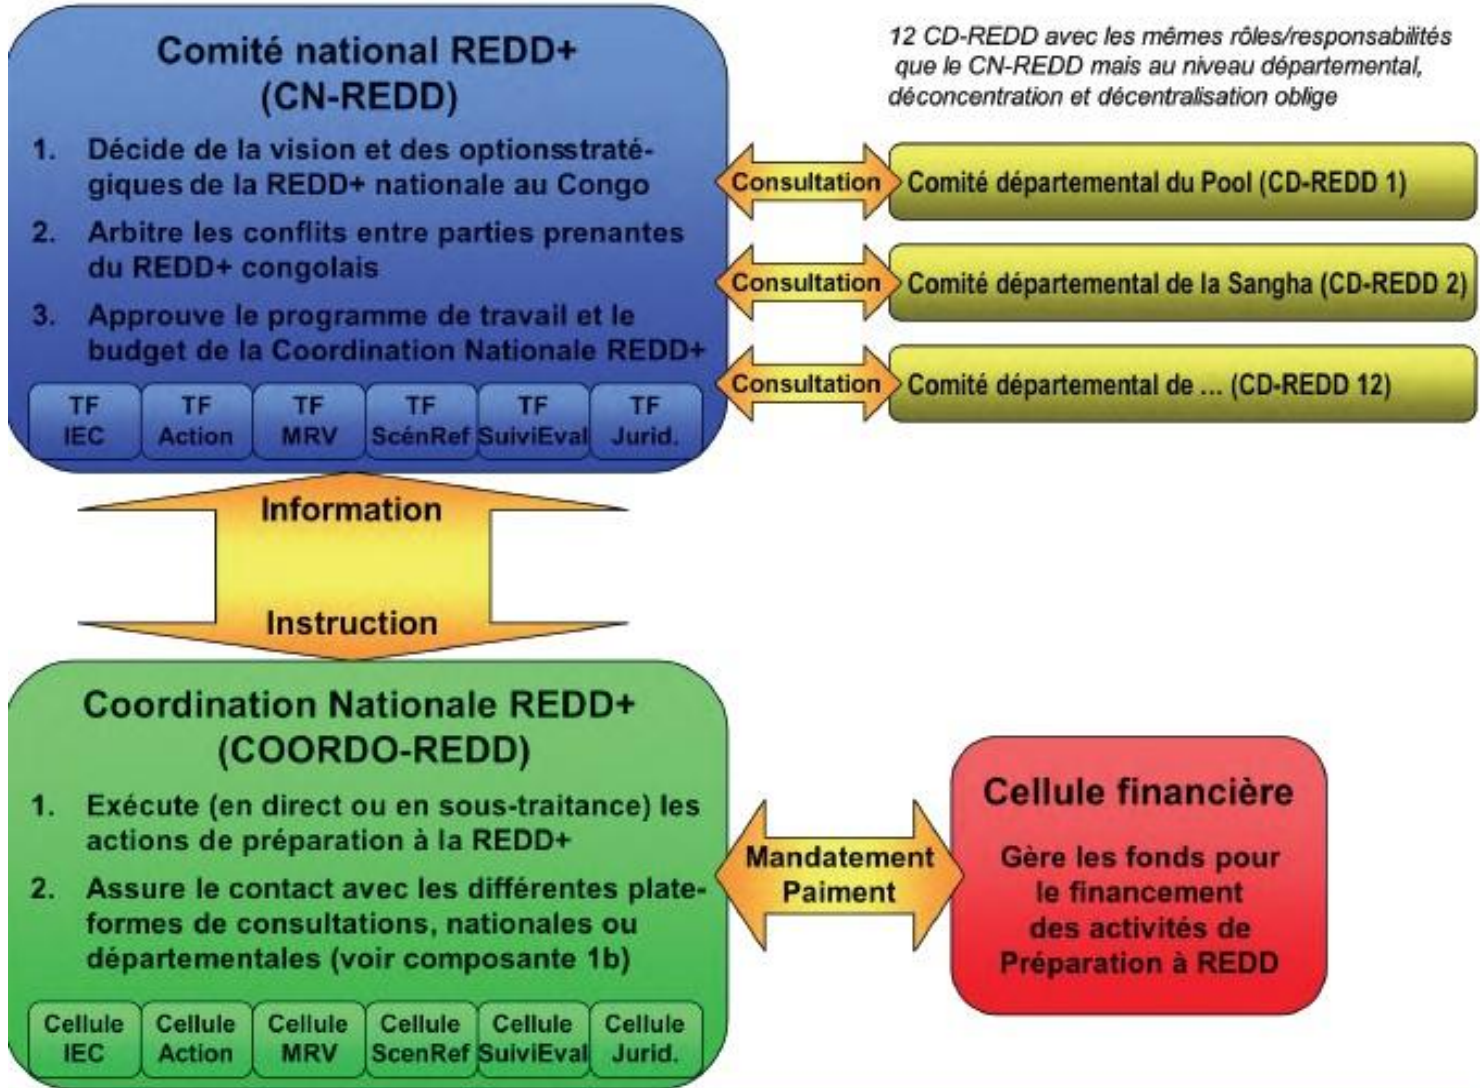 Comité national REDD+
(CN-REDD)
1. Décide de la vision et des optionsstraté-
giques de la REDD+ nationale au Congo
2. Arbitre les conflits entre parties prenantes
du REDD+ congolais
3. Approuve le programme de travail et le
budget de la Coordination Nationale REDD+
TF
IEC
TF
Action
TF
MRV
TF
ScénRef
TF
SuiviEval
TF
Jurid.
12 CD-REDD avec les mêmes rôles/responsabilités
que le CN-REDD mais au niveau départemental,
déconcentration et décentralisation oblige
Consultation
Comité départemental du Pool (CD-REDD 1)
Consultation
Comité départemental de la Sangha (CD-REDD 2)
Consultation
Comité départemental de ... (CD-REDD 12)
Information
Instruction
Coordination Nationale REDD+
(COORDO-REDD)
1. Exécute (en direct ou en sous-traitance) les
actions de préparation à la REDD+
2. Assure le contact avec les différentes plate-
formes de consultations, nationales ou
départementales (voir composante 1b)
Cellule
IEC
Cellule
Action
Cellule
MRV
Cellule
ScenRef
Cellule
SuiviEval
Cellule
Jurid.
Mandatement
Paiment
Cellule financière
Gère les fonds pour
le financement
des activités de
Préparation à REDD